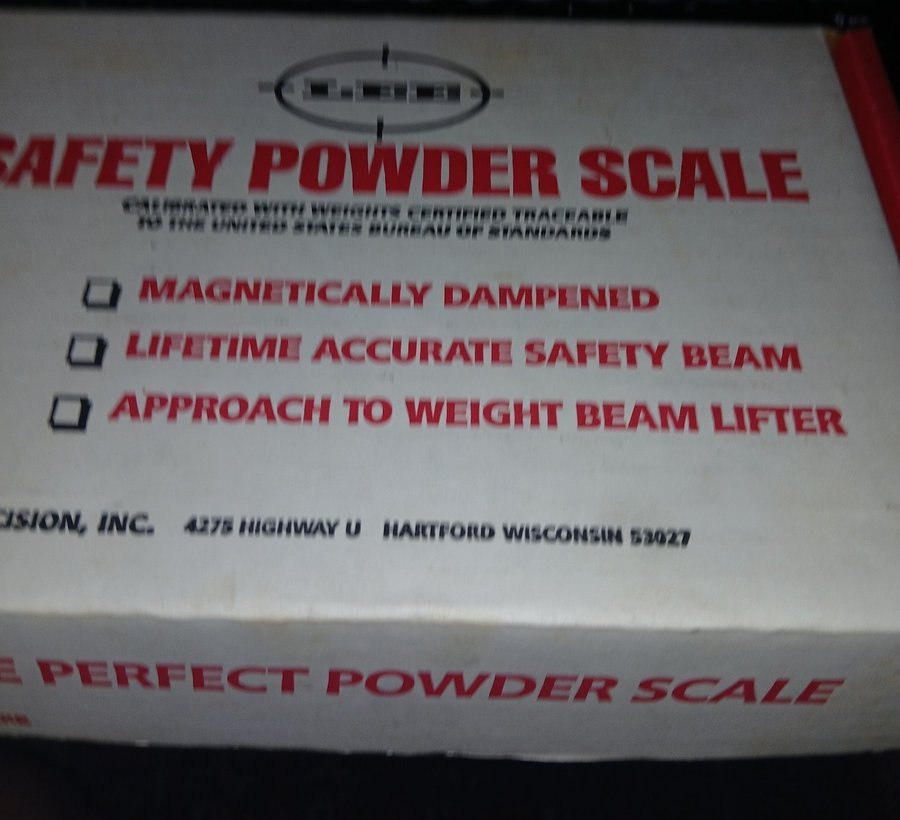 LEE
SAFETY POWDER SCALE
CALIBRATED WITH WEIGHTS CERTIFIED TRACEABLE
TO THE UNITED STATES BUREAU OF STANDARDS
MAGNETICALLY DAMPENED
LIFETIME ACCURATE SAFETY BEAM
APPROACH TO WEIGHT BEAM LIFTER
CISION, INC. 4275 HIGHWAY U HARTFORD WISCONSIN 53027
E PERFECT POWDER SCALE